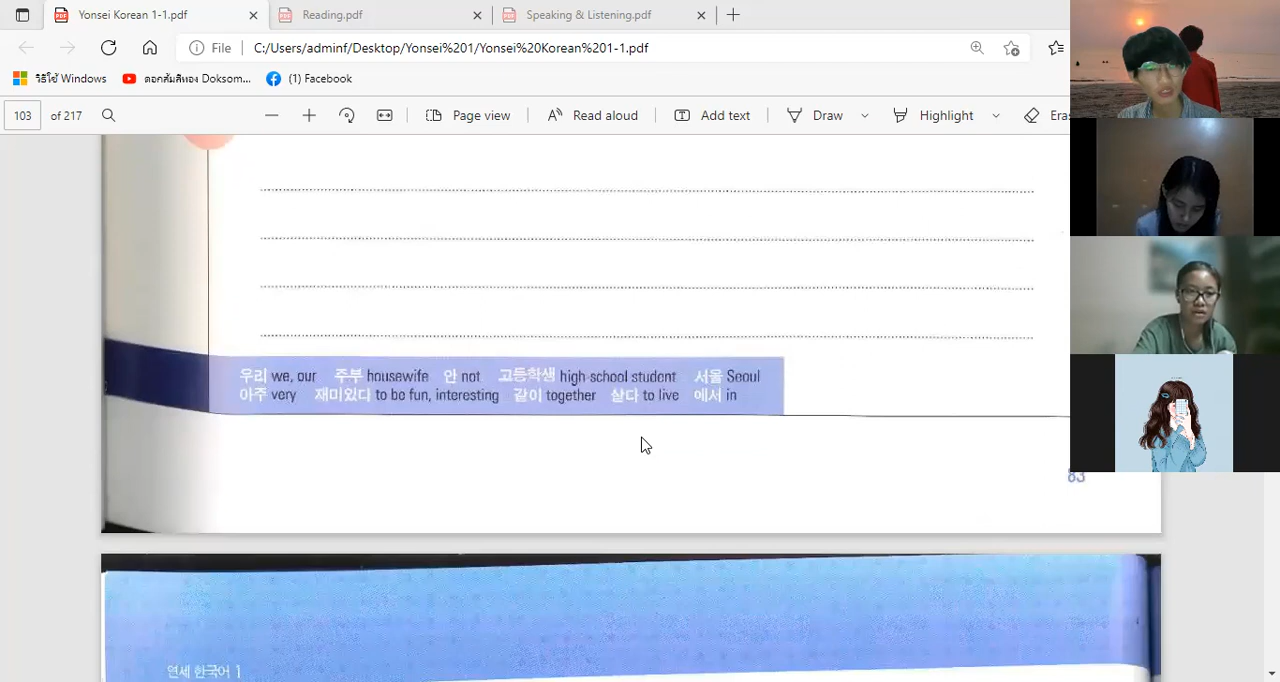 Yonsei Korean 1-1.pdf
Reading.pdf
Speaking & Listening.pdf
File C:/Users/adminf/Desktop/Yonsei%201/Yonsei%20Korean%201-1.pdf
วิธีใช้ Windows ดอกส้มสีทอง Doksom... (1) Facebook
103 of 217 Page view Read aloud Add text Draw Highlight Eras
우리 we, our 주부 housewife 안 not 고등학생 high-school student 서울 Seoul
아주 very 재미있다 to be fun, interesting 같이 together 살다 to live 에서 in
83
연세 한국어 1